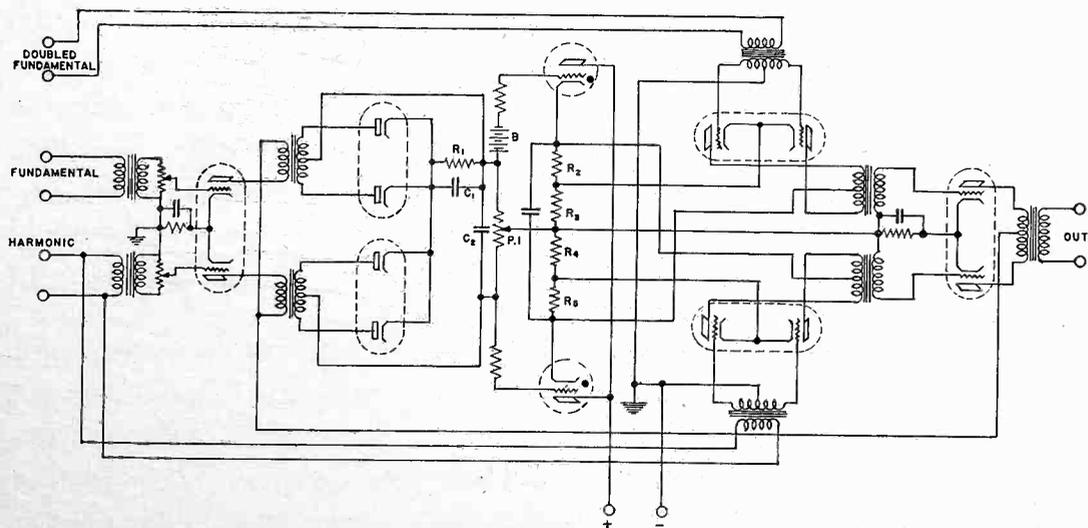 DOUBLED
FUNDAMENTAL
FUNDAMENTAL
HARMONIC
R1
C1
C2
B
P.1
R2
R3
R4
R5
OUT
+
-